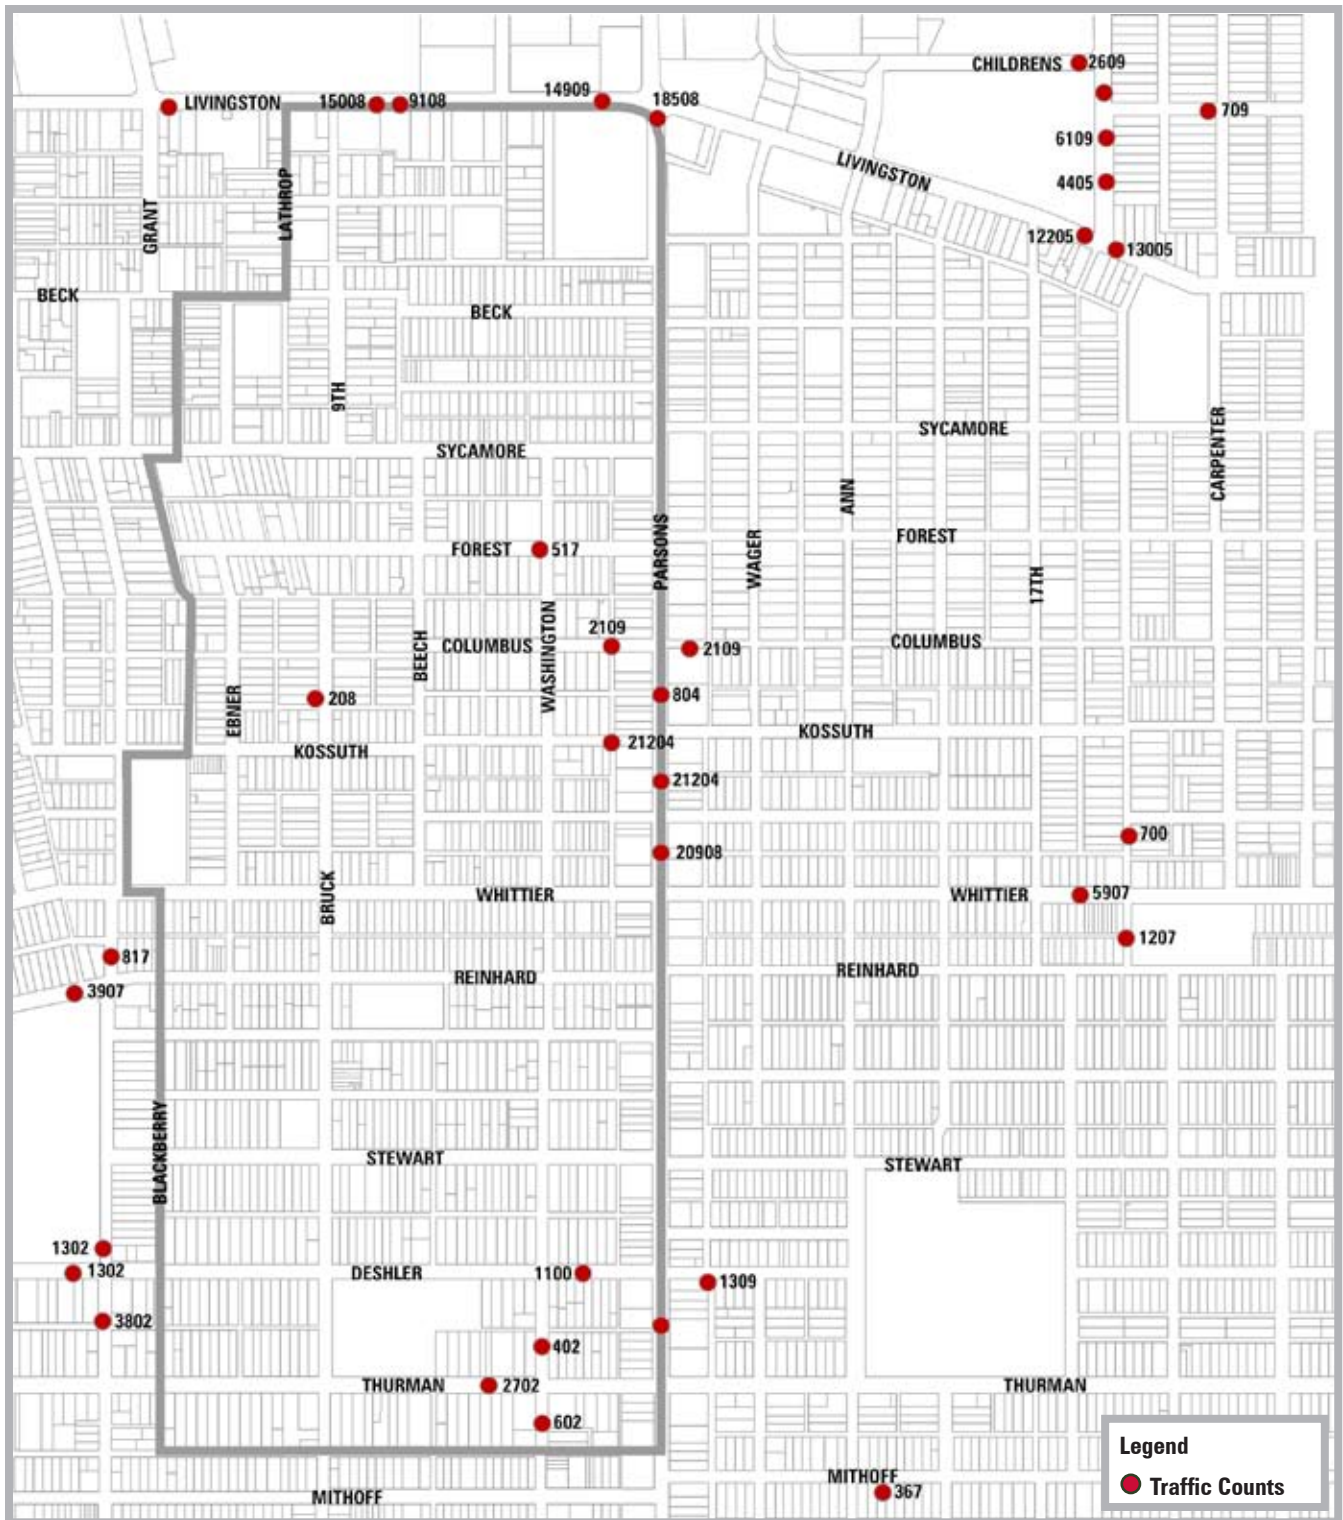 CHILDRENS
2609
LIVINGSTON
15008
9108
14909
18508
709
6109
4405
LIVINGSTON
12205
13005
GRANT
LATHROP
BECK
BECK
9TH
SYCAMORE
SYCAMORE
CARPENTER
ANN
FOREST
517
PARSONS
WAGER
FOREST
17TH
2109
WASHINGTON
BEECH
COLUMBUS
2109
COLUMBUS
EBNER
208
804
KOSSUTH
21204
KOSSUTH
21204
700
20908
BRUCK
WHITTIER
WHITTIER
5907
1207
817
REINHARD
REINHARD
3907
BLACKBERRY
STEWART
STEWART
1302
1302
DESHLER
1100
1309
3802
402
THURMAN
2702
THURMAN
602
MITHOFF
367
MITHOFF
Legend
Traffic Counts